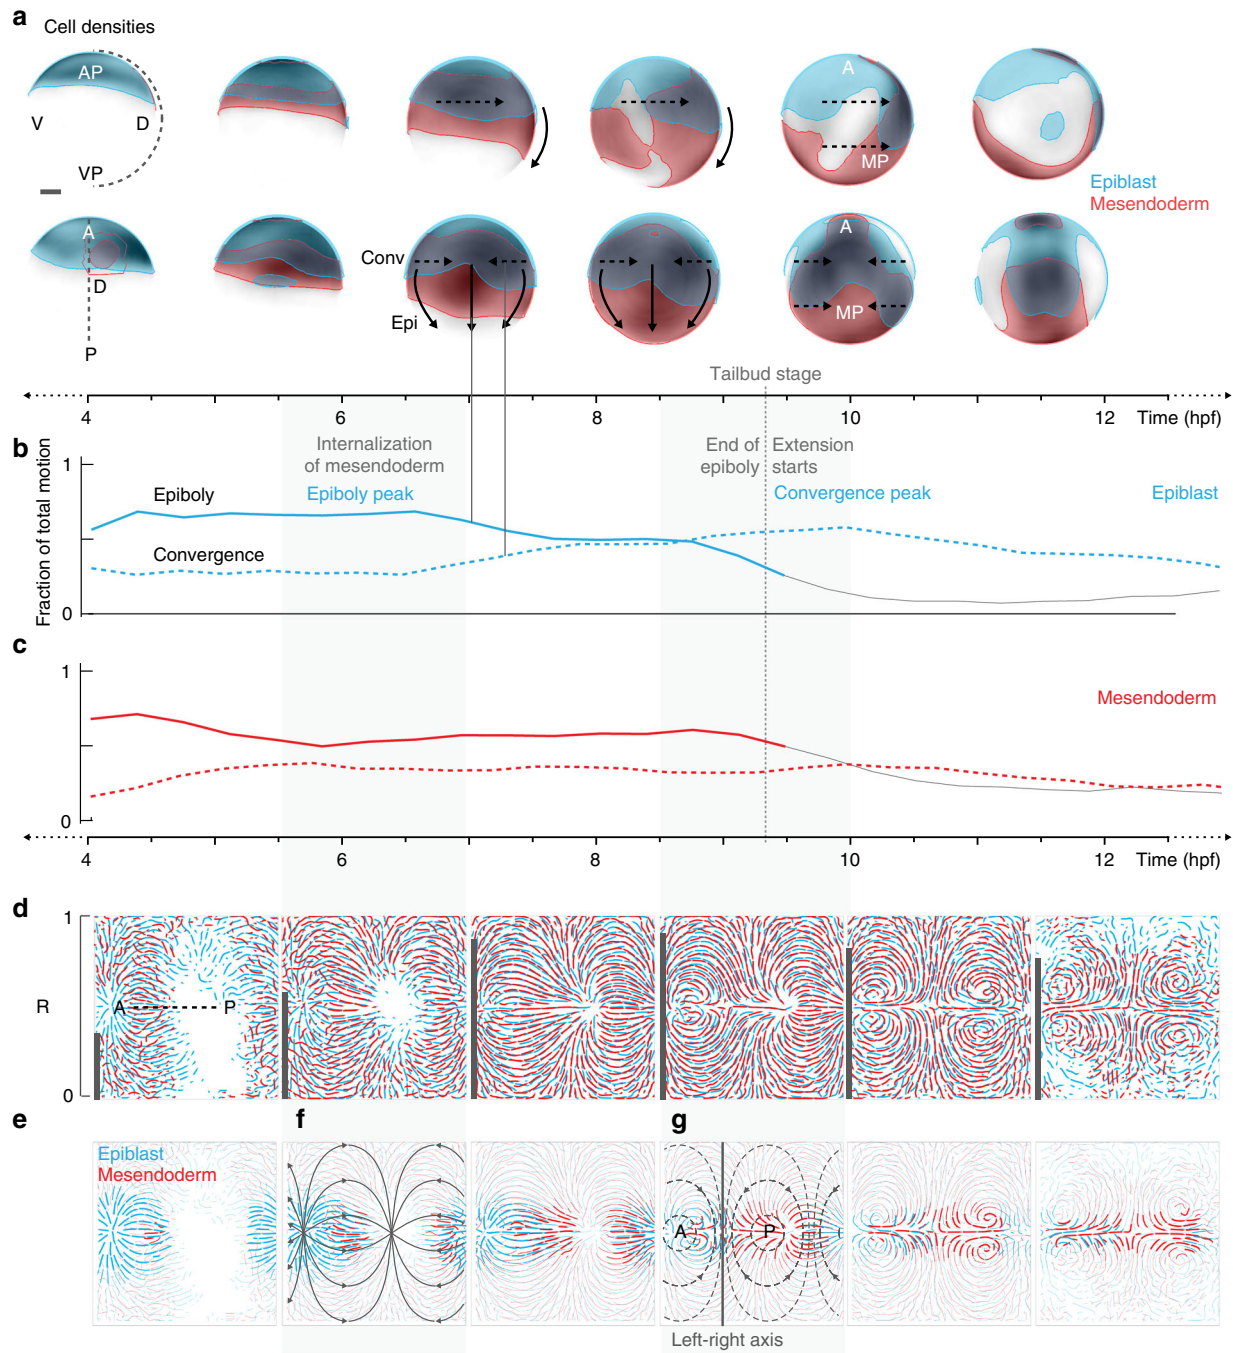 a
Cell densities
AP
V
D
VP
A
MP
Epiblast
Mesendoderm
A
D
P
Conv
Epi
A
MP
Tailbud stage
4
6
8
10
12
Time (hpf)
b
Fraction of total motion
1
0
Internalization
of mesendoderm
Epiboly peak
End of
epiboly
Extension
starts
Convergence peak
Epiblast
Epiboly
Convergence
c
1
0
Mesendoderm
4
6
8
10
12
Time (hpf)
d
1
R
0
A
P
e
f
g
Epiblast
Mesendoderm
A
P
Left-right axis